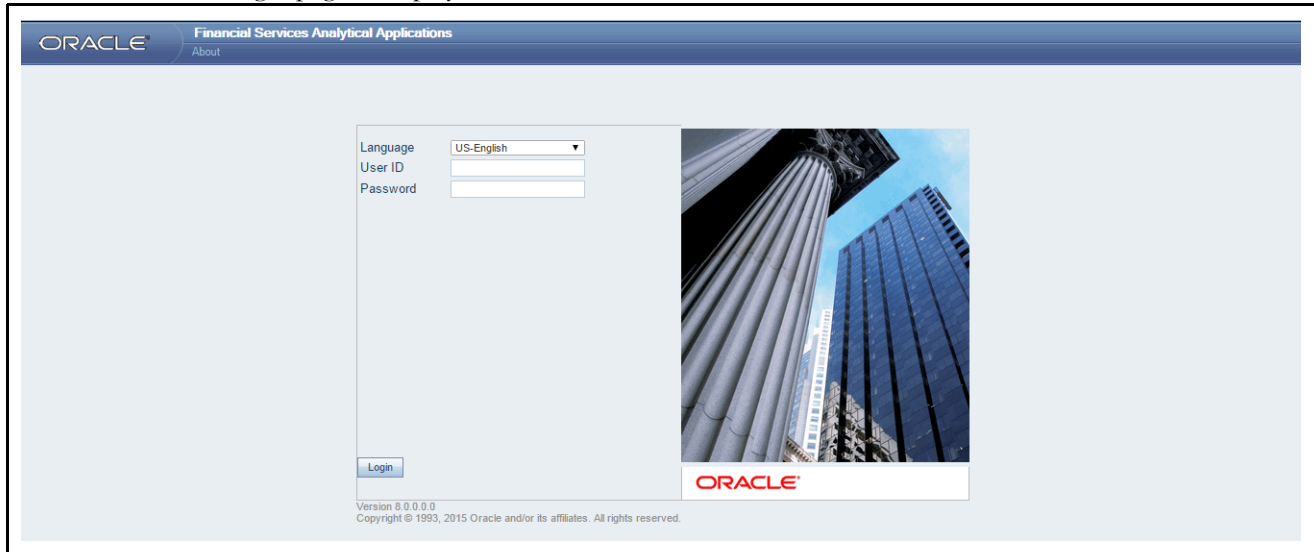 ORACLE®
Financial Services Analytical Applications
About
Language US-English
User ID
Password
Login
ORACLE®
Version 8.0.0.0.0
Copyright © 1993, 2015 Oracle and/or its affiliates. All rights reserved.